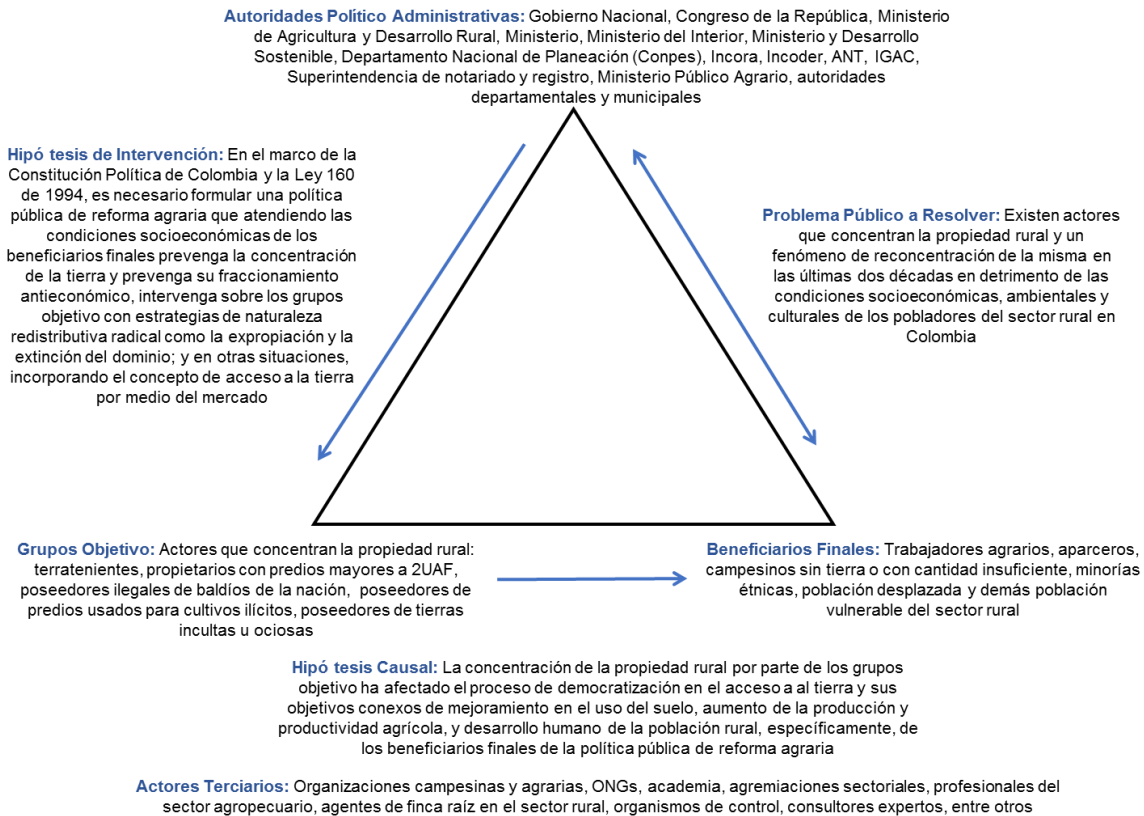 Autoridades Político Administrativas: Gobierno Nacional, Congreso de la República, Ministerio
de Agricultura y Desarrollo Rural, Ministerio, Ministerio del Interior, Ministerio y Desarrollo
Sostenible, Departamento Nacional de Planeación (Conpes), Incora, Incoder, ANT, IGAC,
Superintendencia de notariado y registro, Ministerio Público Agrario, autoridades
departamentales y municipales
Hipó tesis de Intervención: En el marco de la
Constitución Política de Colombia y la Ley 160
de 1994, es necesario formular una política
pública de reforma agraria que atendiendo las
condiciones socioeconómicas de los
beneficiarios finales prevenga la concentración
de la tierra y prevenga su fraccionamiento
antieconómico, intervenga sobre los grupos
objetivo con estrategias de naturaleza
redistributiva radical como la expropiación y la
extinción del dominio; y en otras situaciones,
incorporando el concepto de acceso a la tierra
por medio del mercado
Problema Público a Resolver: Existen actores
que concentran la propiedad rural y un
fenómeno de reconcentración de la misma en
las últimas dos décadas en detrimento de las
condiciones socioeconómicas, ambientales y
culturales de los pobladores del sector rural en
Colombia
Grupos Objetivo: Actores que concentran la propiedad rural:
terratenientes, propietarios con predios mayores a 2UAF,
poseedores ilegales de baldíos de la nación, poseedores de
predios usados para cultivos ilícitos, poseedores de tierras
incultas u ociosas
Beneficiarios Finales: Trabajadores agrarios, aparceros,
campesinos sin tierra o con cantidad insuficiente, minorías
étnicas, población desplazada y demás población
vulnerable del sector rural
Hipó tesis Causal: La concentración de la propiedad rural por parte de los grupos
objetivo ha afectado el proceso de democratización en el acceso a al tierra y sus
objetivos conexos de mejoramiento en el uso del suelo, aumento de la producción y
productividad agrícola, y desarrollo humano de la población rural, específicamente, de
los beneficiarios finales de la política pública de reforma agraria
Actores Terciarios: Organizaciones campesinas y agrarias, ONGs, academia, agremiaciones sectoriales, profesionales del
sector agropecuario, agentes de finca raíz en el sector rural, organismos de control, consultores expertos, entre otros